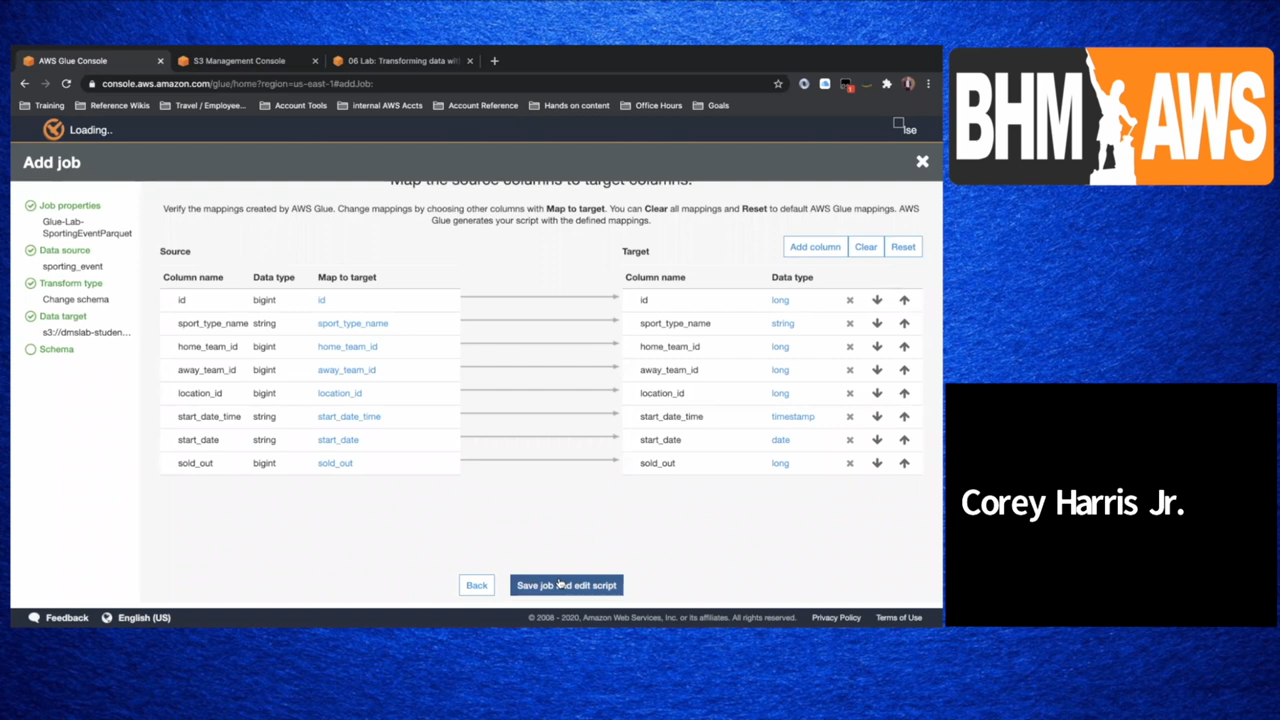 AWS Glue Console
S3 Management Console
06 Lab: Transforming data wit
console.aws.amazon.com/glue/home?region=us-east-1#addJob:
Training
Reference Wikis
Travel / Employee...
Account Tools
internal AWS Accts
Account Reference
Hands on content
Office Hours
Goals
Loading..
lse
Add job
Job properties
Glue-Lab-
SportingEventParquet
Data source
sporting_event
Transform type
Change schema
Data target
s3://dmslab-studen...
Schema
Map the source columns to target columns.
Verify the mappings created by AWS Glue. Change mappings by choosing other columns with Map to target. You can Clear all mappings and Reset to default AWS Glue mappings. AWS
Glue generates your script with the defined mappings.
Add column
Clear
Reset
Source
Target
Column name Data type Map to target Column name Data type
id bigint id id long
sport_type_name string sport_type_name sport_type_name string
home_team_id bigint home_team_id home_team_id long
away_team_id bigint away_team_id away_team_id long
location_id bigint location_id location_id long
start_date_time string start_date_time start_date_time timestamp
start_date string start_date start_date date
sold_out bigint sold_out sold_out long
Back
Save job and edit script
Feedback
English (US)
© 2008 - 2020, Amazon Web Services, Inc. or its affiliates. All rights reserved.
Privacy Policy
Terms of Use
BHM AWS
Corey Harris Jr.